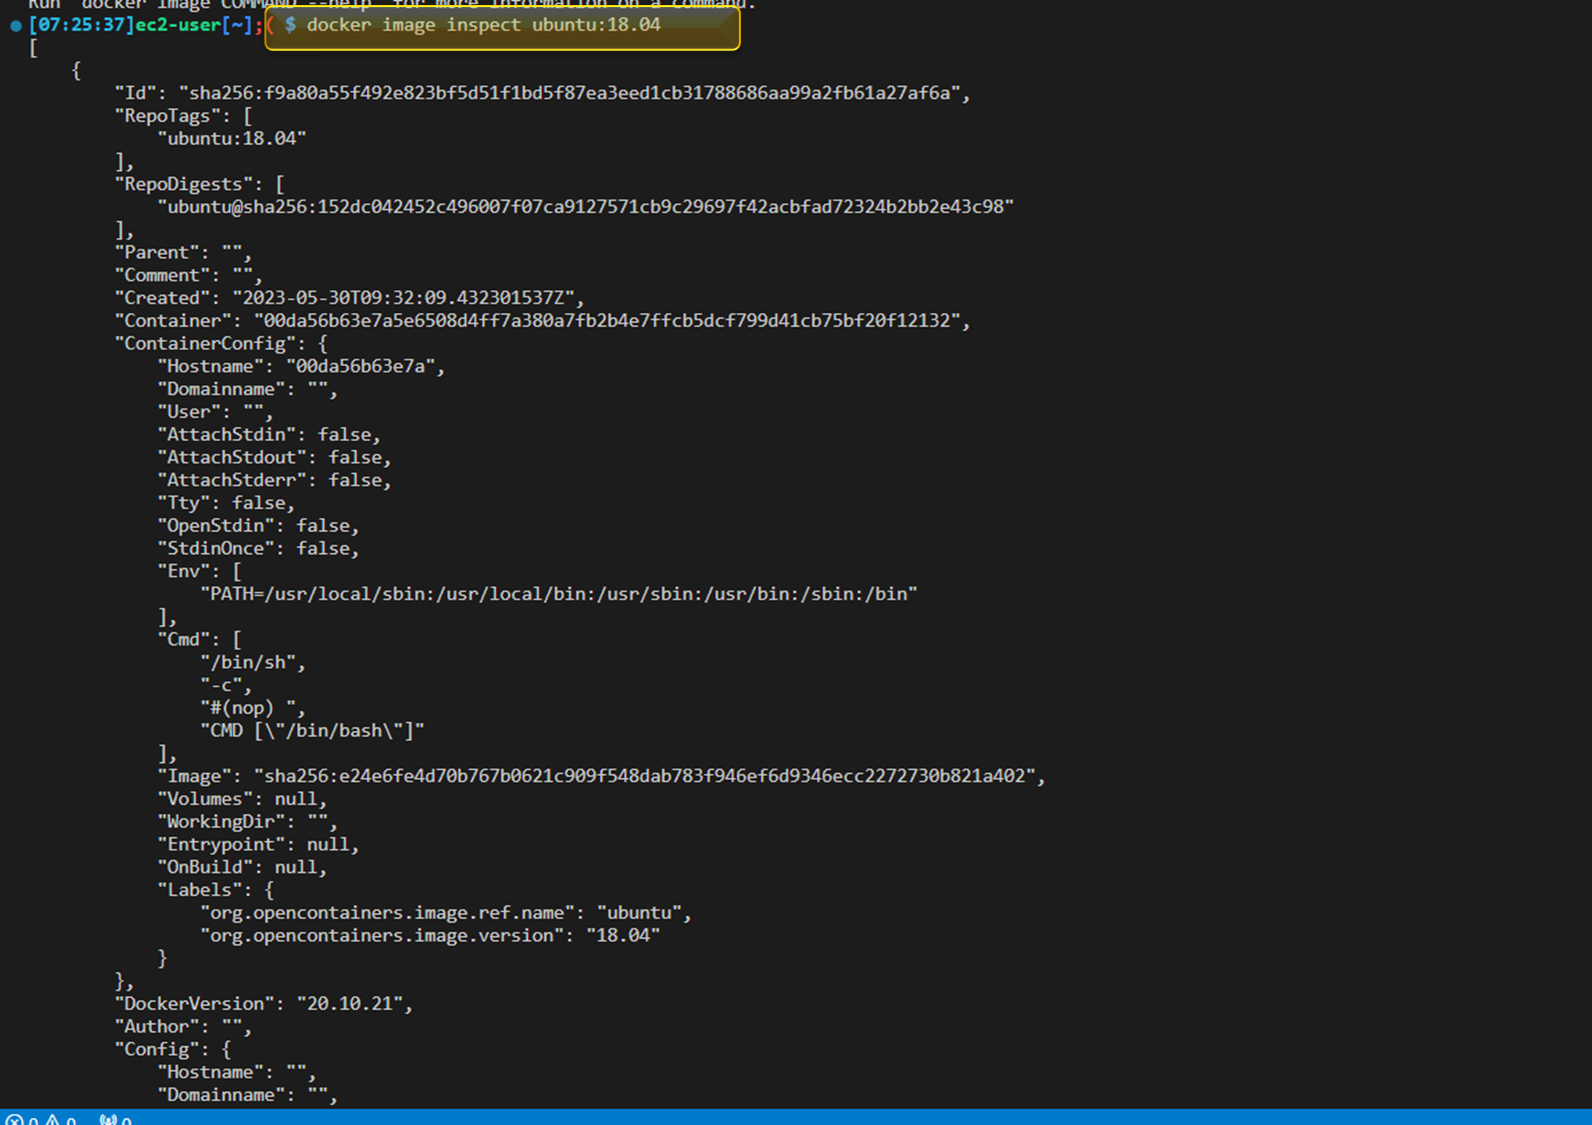 Run 'docker image COMMAND --help' for more information on a command.
[07:25:37]ec2-user[~];( $ docker image inspect ubuntu:18.04
[
    {
        "Id": "sha256:f9a80a55f492e823bf5d51f1bd5f87ea3eed1cb31788686aa99a2fb61a27af6a",
        "RepoTags": [
            "ubuntu:18.04"
        ],
        "RepoDigests": [
            "ubuntu@sha256:152dc042452c496007f07ca9127571cb9c29697f42acbfad72324b2bb2e43c98"
        ],
        "Parent": "",
        "Comment": "",
        "Created": "2023-05-30T09:32:09.432301537Z",
        "Container": "00da56b63e7a5e6508d4ff7a380a7fb2b4e7ffcb5dcf799d41cb75bf20f12132",
        "ContainerConfig": {
            "Hostname": "00da56b63e7a",
            "Domainname": "",
            "User": "",
            "AttachStdin": false,
            "AttachStdout": false,
            "AttachStderr": false,
            "Tty": false,
            "OpenStdin": false,
            "StdinOnce": false,
            "Env": [
                "PATH=/usr/local/sbin:/usr/local/bin:/usr/sbin:/usr/bin:/sbin:/bin"
            ],
            "Cmd": [
                "/bin/sh",
                "-c",
                "#(nop) ",
                "CMD [\"/bin/bash\"]"
            ],
            "Image": "sha256:e24e6fe4d70b767b0621c909f548dab783f946ef6d9346ecc2272730b821a402",
            "Volumes": null,
            "WorkingDir": "",
            "Entrypoint": null,
            "OnBuild": null,
            "Labels": {
                "org.opencontainers.image.ref.name": "ubuntu",
                "org.opencontainers.image.version": "18.04"
            }
        },
        "DockerVersion": "20.10.21",
        "Author": "",
        "Config": {
            "Hostname": "",
            "Domainname": "",
0 0 0